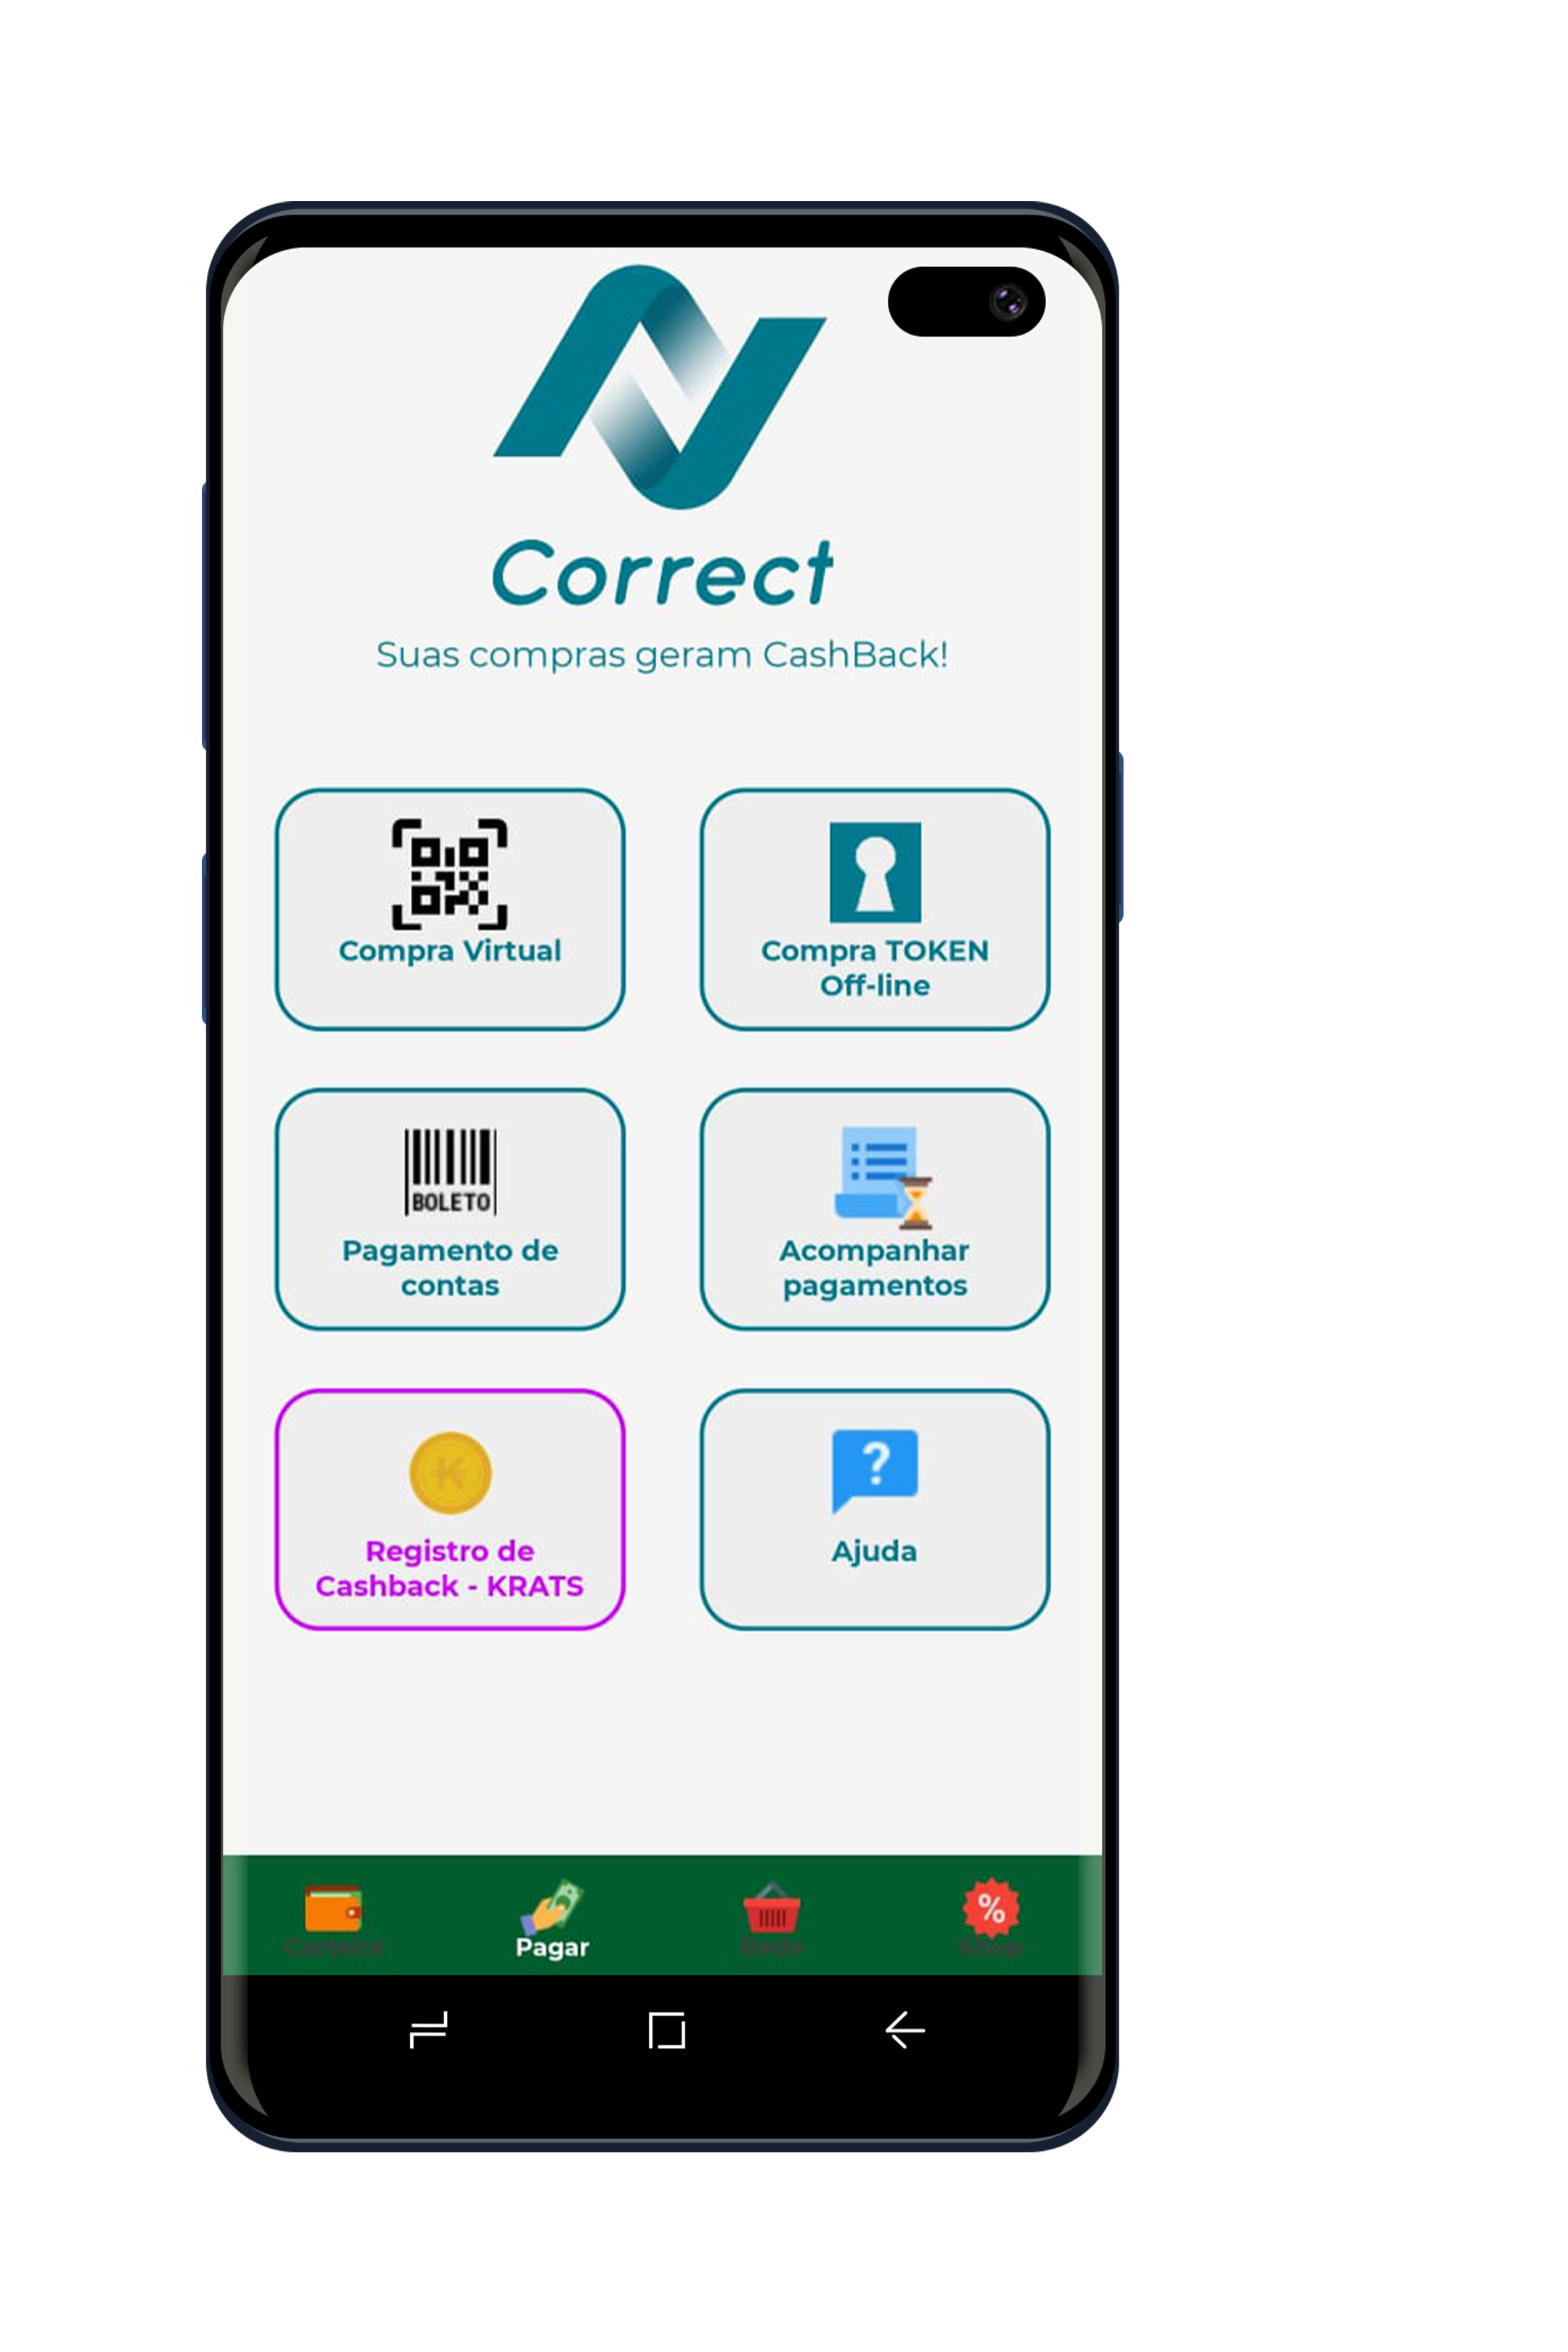 Correct
Suas compras geram CashBack!
Compra Virtual
Compra TOKEN
Off-line
BOLETO
Pagamento de
contas
Acompanhar
pagamentos
K
Registro de
Cashback - KRATS
?
Ajuda
Carteira
Pagar
Rede
%
Shop